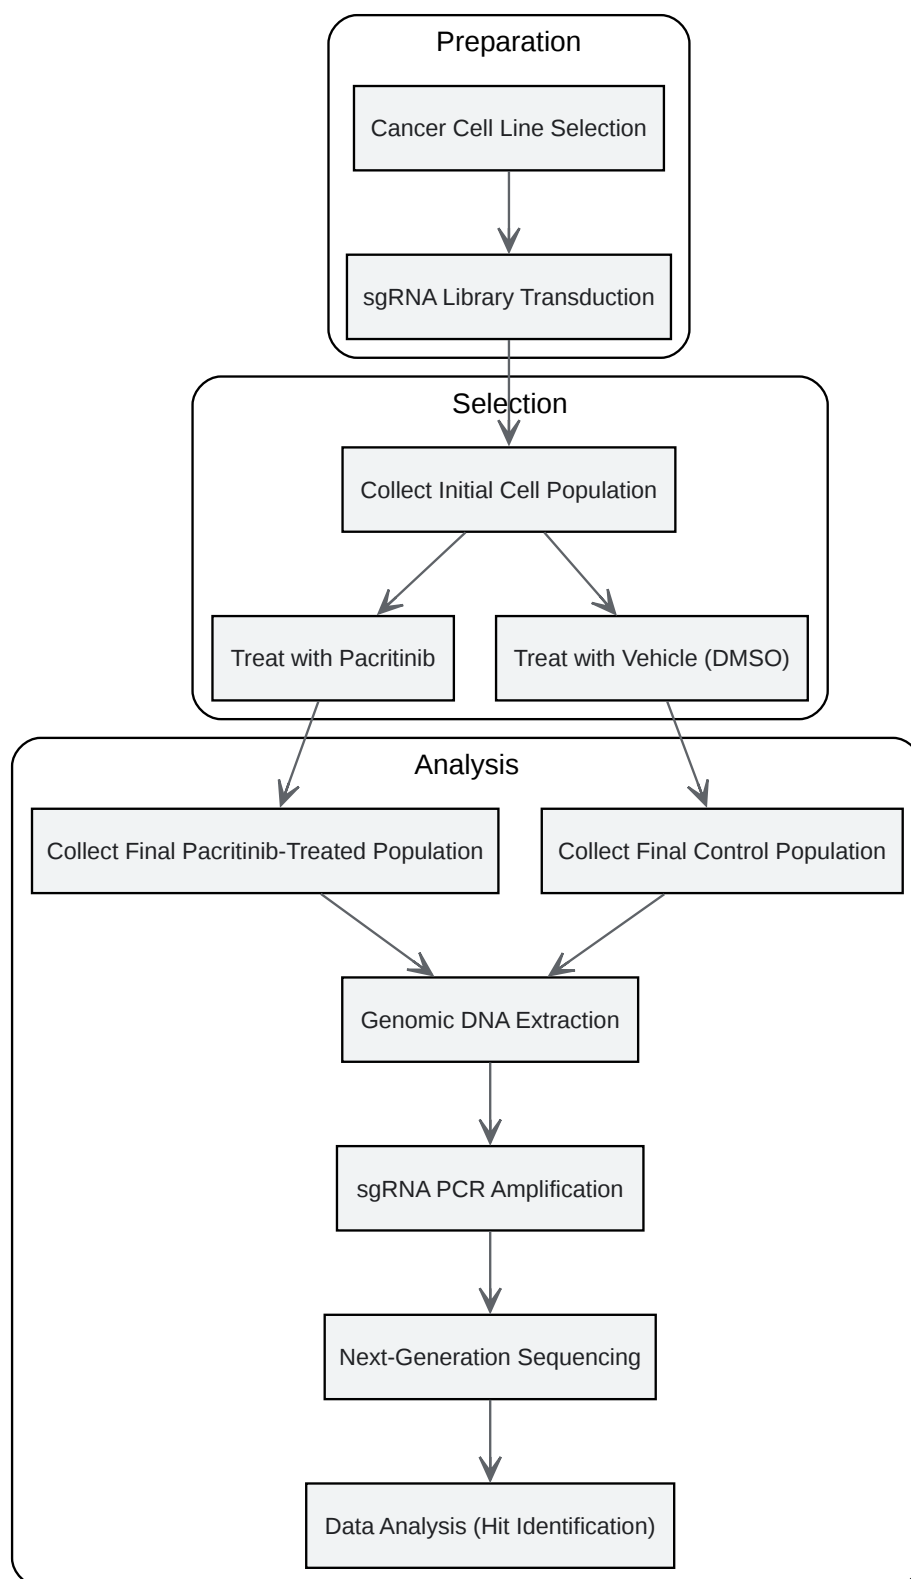 Preparation
Cancer Cell Line Selection
sgRNA Library Transduction
Selection
Collect Initial Cell Population
Treat with Pacritinib
Treat with Vehicle (DMSO)
Analysis
Collect Final Pacritinib-Treated Population
Collect Final Control Population
Genomic DNA Extraction
sgRNA PCR Amplification
Next-Generation Sequencing
Data Analysis (Hit Identification)